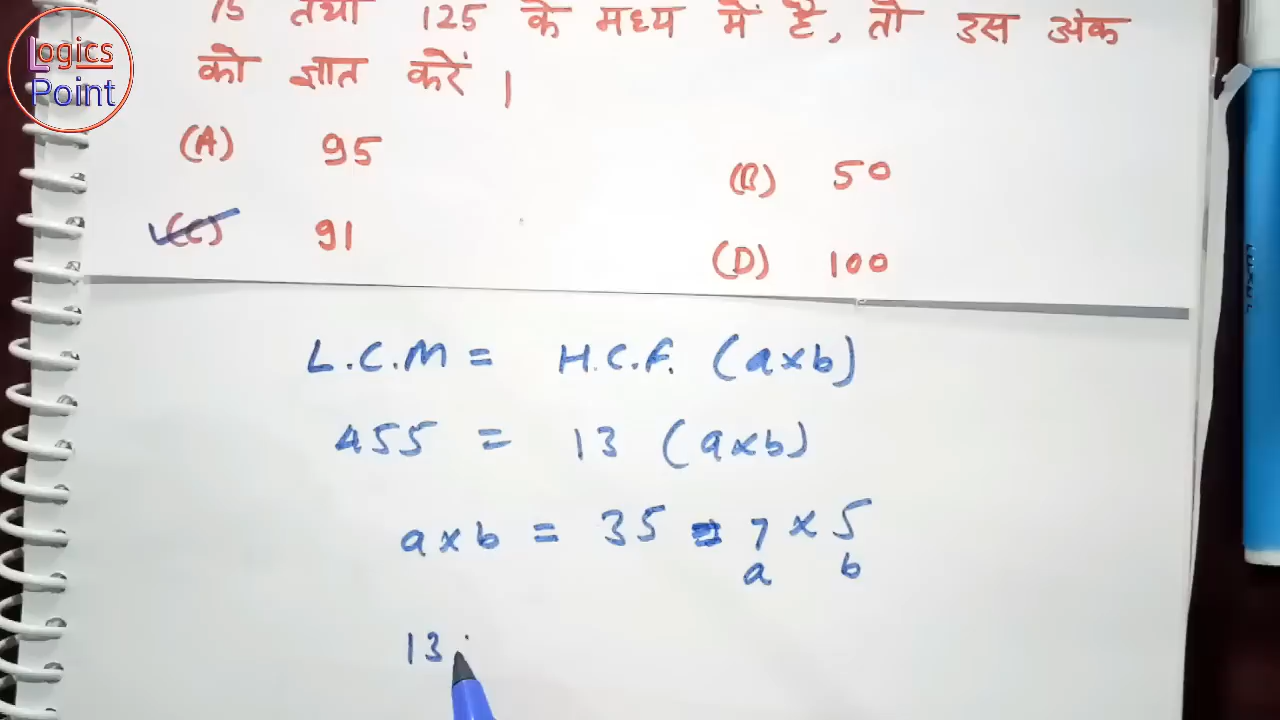 Logics
Point
75 तथा 125 के मध्य में है, तो उस अंक
को ज्ञात करें ।
(A) 95
(B) 50
(C) 91
(D) 100
L.C.M = H.C.F. (a×b)
455 = 13 (a×b)
a×b = 35 = 7 × 5
a b
13